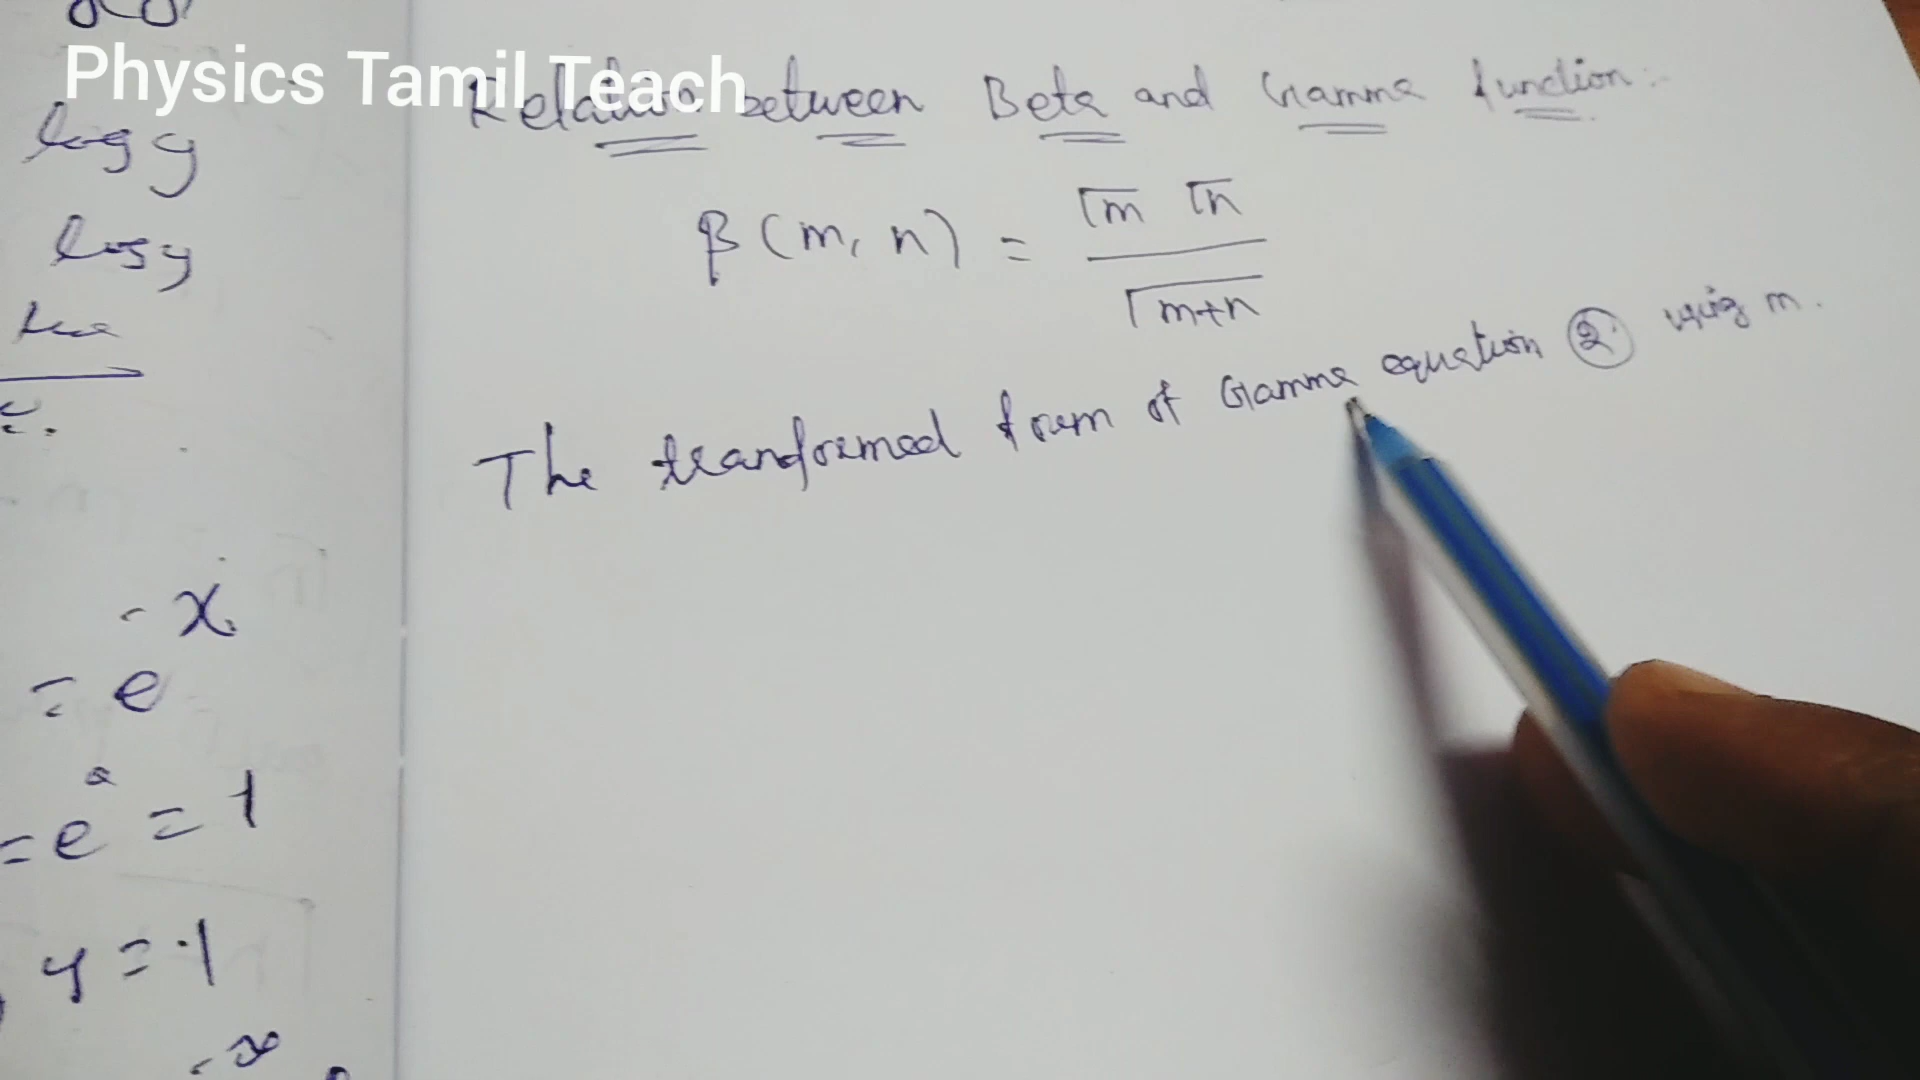 Physics Tamil Teach
log y
log y
-x
= e
= e = 1
y = 1
Relation between Beta and Gamma function:-
β(m, n) = Γm Γn
Γm+n
The tranformed form of Gamma equation ② using m.